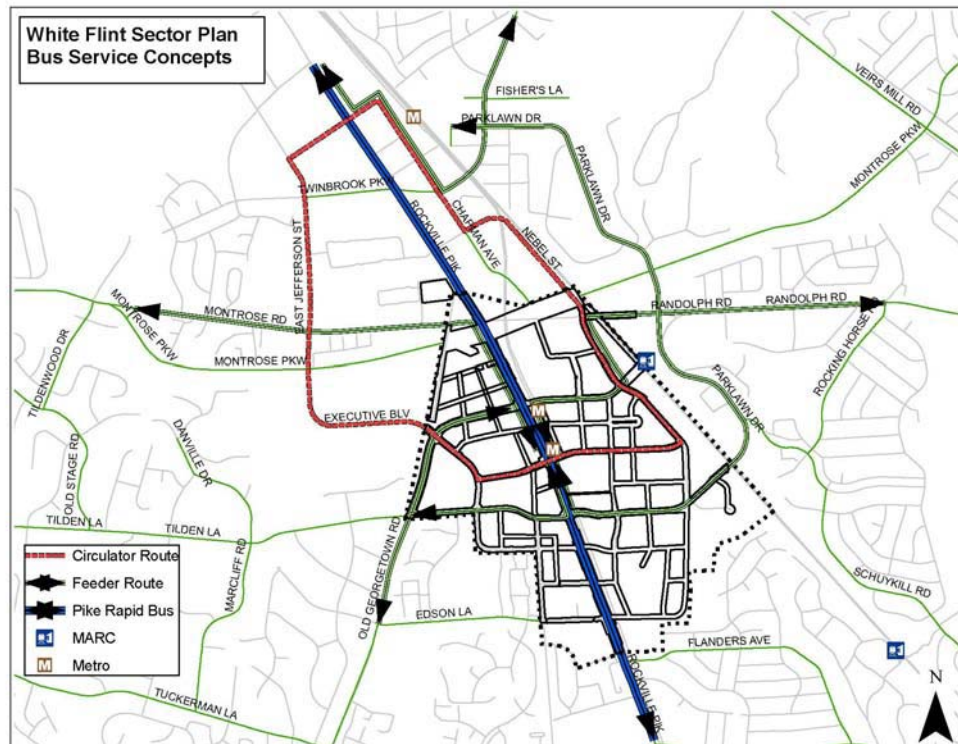 White Flint Sector Plan
Bus Service Concepts
FISHER'S LA
VEIRS MILL RD
PARKLAWN DR
MONTROSE PKW
PARKLAWN DR
TWINBROOK PKW
ROCKVILLE PIK
CHAPMAN AVE
NEBEL ST
EAST JEFFERSON ST
RANDOLPH RD
RANDOLPH RD
MONTROSE RD
MONTROSE PKW
MONTROSE PKW
ROCKING HORSE RD
TILDENWOOD DR
PARKLAWN DR
EXECUTIVE BLV
DANVILLE DR
OLD STAGE RD
TILDEN LA
TILDEN LA
MARCLIFF RD
OLD GEORGETOWN RD
SCHUYKILL RD
EDSON LA
FLANDERS AVE
ROCKVILLE PIK
TUCKERMAN LA
Circulator Route
Feeder Route
Pike Rapid Bus
MARC
Metro
M
M
M
M
N